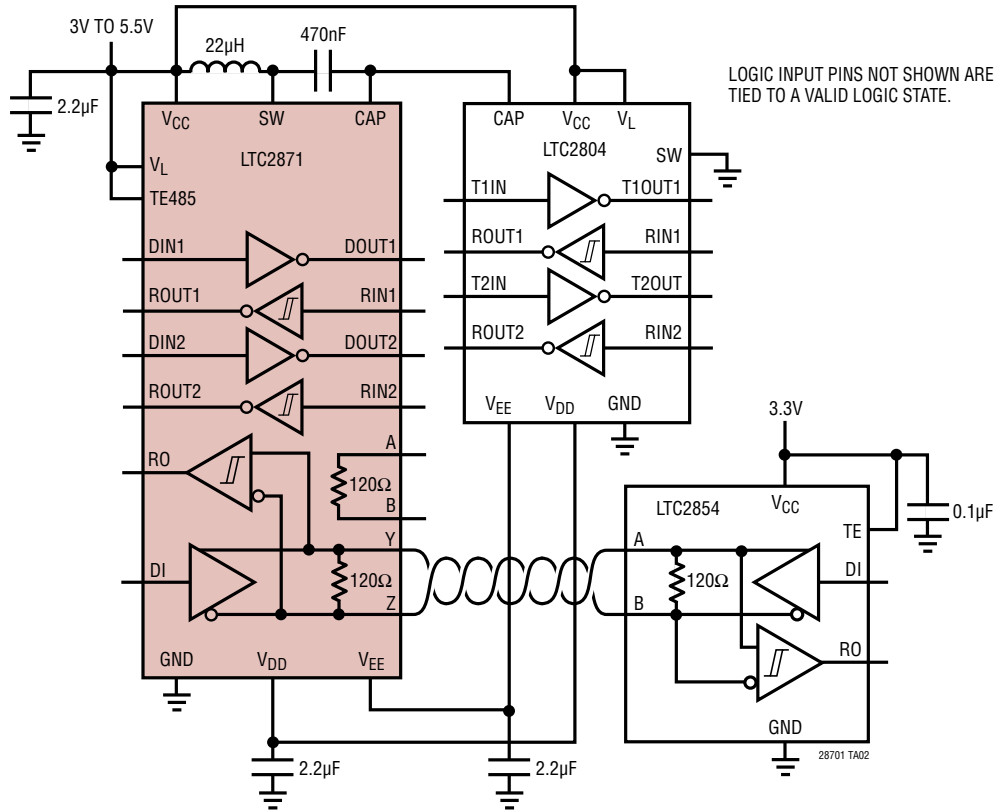 3V TO 5.5V
22µH
470nF
2.2µF
LOGIC INPUT PINS NOT SHOWN ARE
TIED TO A VALID LOGIC STATE.
VCC
SW
CAP
LTC2871
VL
TE485
DIN1
DOUT1
ROUT1
RIN1
DIN2
DOUT2
ROUT2
RIN2
RO
A
120Ω
B
Y
DI
120Ω
Z
GND
VDD
VEE
2.2µF
2.2µF
CAP
VCC
VL
LTC2804
SW
T1IN
T1OUT1
ROUT1
RIN1
T2IN
T2OUT
ROUT2
RIN2
VEE
VDD
GND
3.3V
VCC
LTC2854
0.1µF
TE
A
120Ω
DI
B
RO
GND
28701 TA02